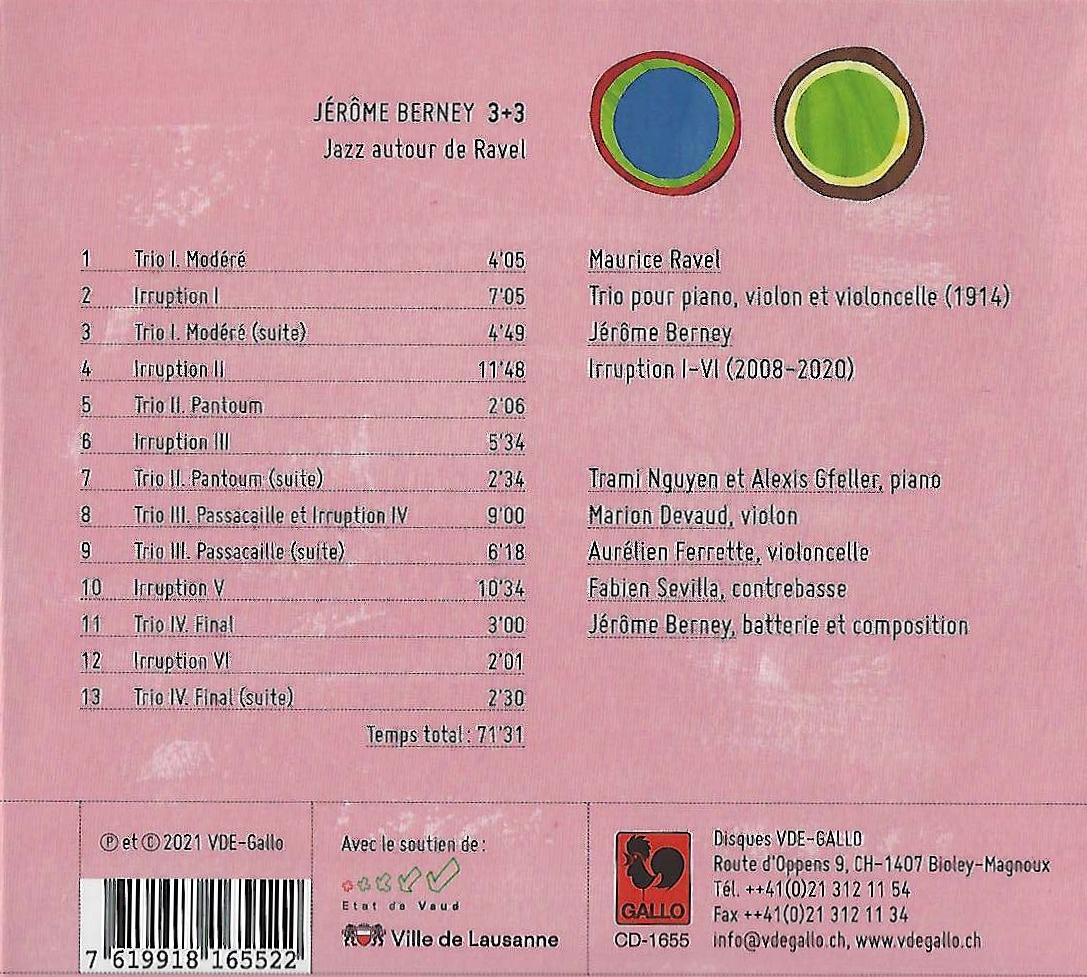 JÉRÔME BERNEY 3+3
Jazz autour de Ravel
1 Trio I. Modéré 4'05
2 Irruption I 7'05
3 Trio I. Modéré (suite) 4'49
4 Irruption II 11'48
5 Trio II. Pantoum 2'06
6 Irruption III 5'34
7 Trio II. Pantoum (suite) 2'34
8 Trio III. Passacaille et Irruption IV 9'00
9 Trio III. Passacaille (suite) 6'18
10 Irruption V 10'34
11 Trio IV. Final 3'00
12 Irruption VI 2'01
13 Trio IV. Final (suite) 2'30
Temps total : 71'31
Maurice Ravel
Trio pour piano, violon et violoncelle (1914)
Jérôme Berney
Irruption I-VI (2008-2020)
Trami Nguyen et Alexis Gfeller, piano
Marion Devaud, violon
Aurélien Ferrette, violoncelle
Fabien Sevilla, contrebasse
Jérôme Berney, batterie et composition
℗ et © 2021 VDE-Gallo
7 619918 165522
Avec le soutien de :
Etat de Vaud
Ville de Lausanne
GALLO
CD-1655
Disques VDE-GALLO
Route d'Oppens 9, CH-1407 Bioley-Magnoux
Tél. ++41(0)21 312 11 54
Fax ++41(0)21 312 11 34
info@vdegallo.ch, www.vdegallo.ch